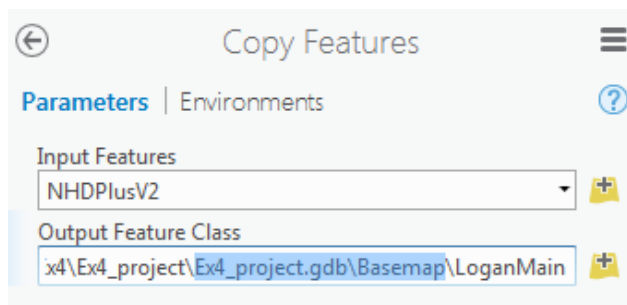 Copy Features
Parameters | Environments
Input Features
NHDPlusV2
Output Feature Class
x4\Ex4_project\Ex4_project.gdb\Basemap\LoganMain